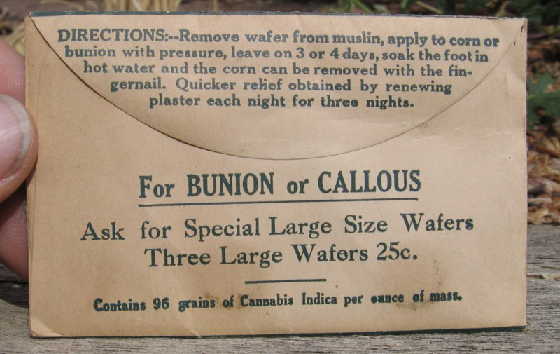 DIRECTIONS:--Remove wafer from muslin, apply to corn or
bunion with pressure, leave on 3 or 4 days, soak the foot in
hot water and the corn can be removed with the fin-
gernail. Quicker relief obtained by renewing
plaster each night for three nights.
For BUNION or CALLOUS
Ask for Special Large Size Wafers
Three Large Wafers 25c.
Contains 96 grains of Cannabis Indica per ounce of mass.